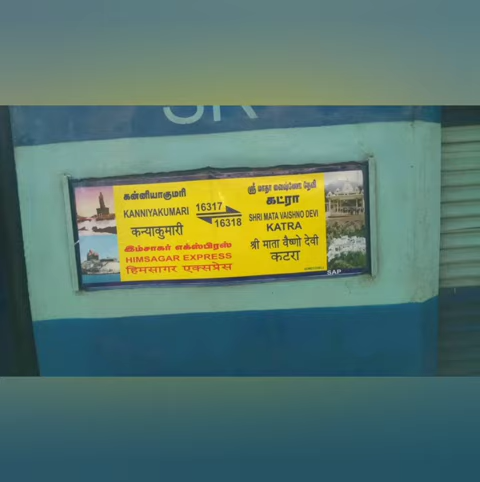 SR
கன்னியாகுமரி
KANNIYAKUMARI
कन्याकुमारी
16317
16318
ஸ்ரீ மாதா வைஷ்ணோ தேவி
கட்ரா
SHRI MATA VAISHNO DEVI
KATRA
श्री माता वैष्णो देवी
कटरा
இம்சாகர் எக்ஸ்பிரஸ்
HIMSAGAR EXPRESS
हिमसागर एक्सप्रेस
SAP